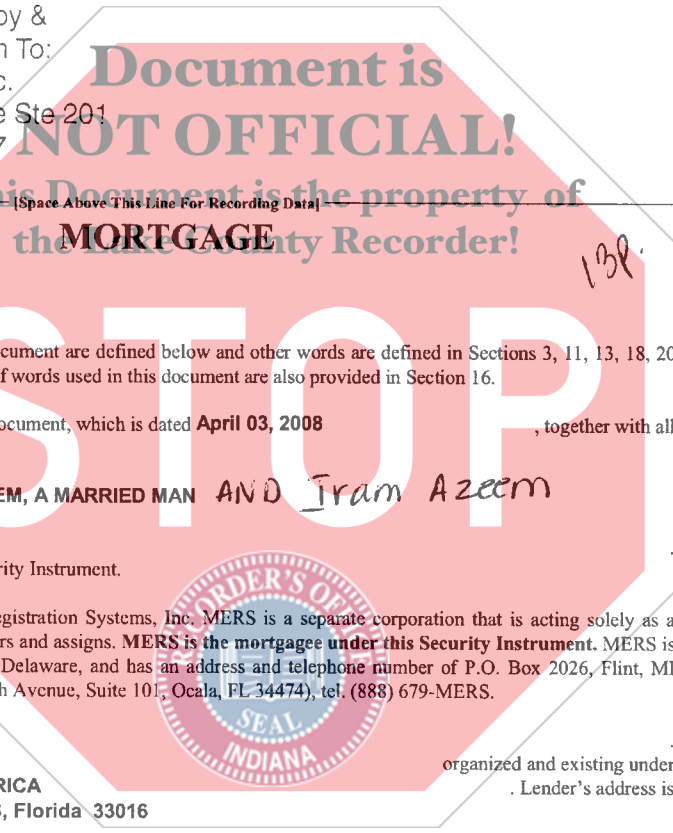 py &
n To:
c.
e Ste 201
7
Document is
NOT OFFICIAL!
is Document is the property of
the Lake County Recorder!
[Space Above This Line For Recording Data]
MORTGAGE
13P.
STOP
cument are defined below and other words are defined in Sections 3, 11, 13, 18, 20
f words used in this document are also provided in Section 16.
ocument, which is dated April 03, 2008 , together with all
EM, A MARRIED MAN AND Iram Azeem
rity Instrument.
egistration Systems, Inc. MERS is a separate corporation that is acting solely as a
rs and assigns. MERS is the mortgagee under this Security Instrument. MERS is
Delaware, and has an address and telephone number of P.O. Box 2026, Flint, MI
h Avenue, Suite 101, Ocala, FL 34474), tel. (888) 679-MERS.
RECORDER'S OFFICE
SEAL
INDIANA
organized and existing under
RICA . Lender's address is
S, Florida 33016